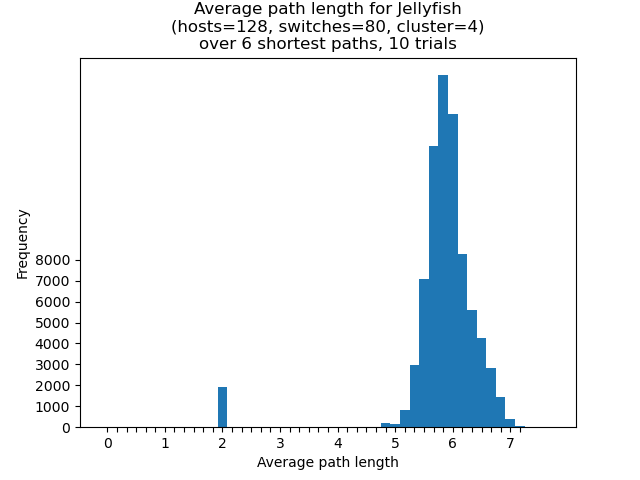 Average path length for Jellyfish
(hosts=128, switches=80, cluster=4)
over 6 shortest paths, 10 trials
Frequency
8000
7000
6000
5000
4000
3000
2000
1000
0
0 1 2 3 4 5 6 7
Average path length